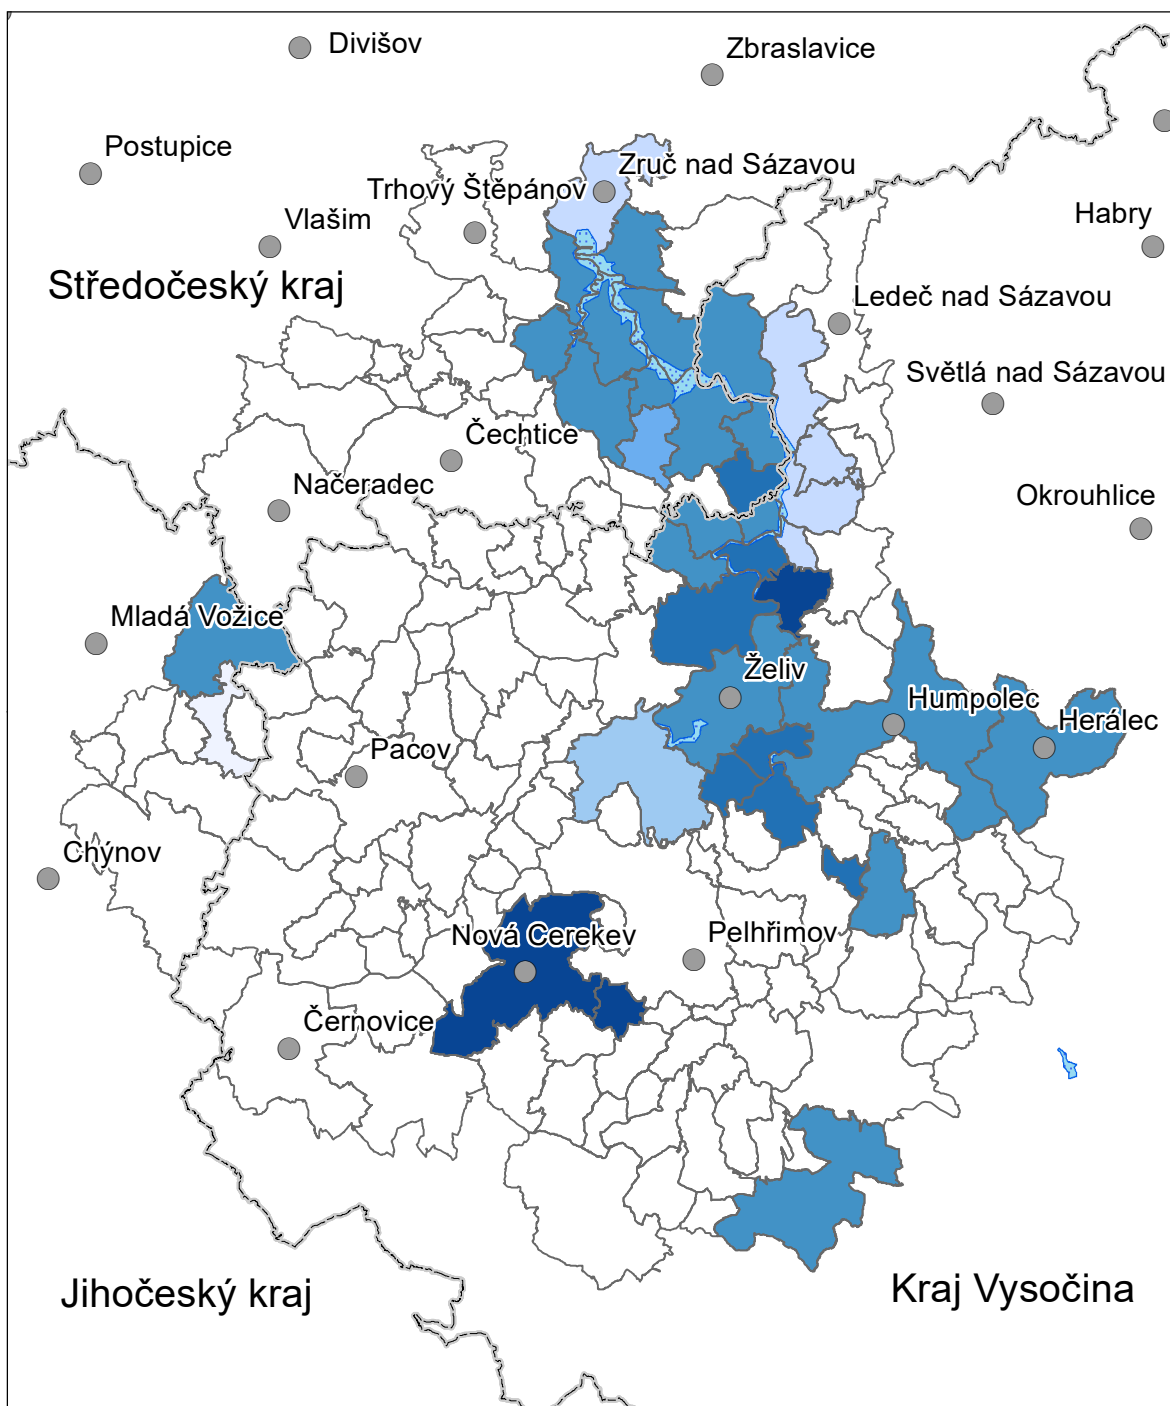 Divišov
Zbraslavice
Postupice
Zruč nad Sázavou
Trhový Štěpánov
Vlašim
Habry
Středočeský kraj
Ledeč nad Sázavou
Světlá nad Sázavou
Čechtice
Načeradec
Okrouhlice
Mladá Vožice
Želiv
Humpolec
Herálec
Pacov
Chýnov
Nová Cerekev
Pelhřimov
Černovice
Jihočeský kraj
Kraj Vysočina